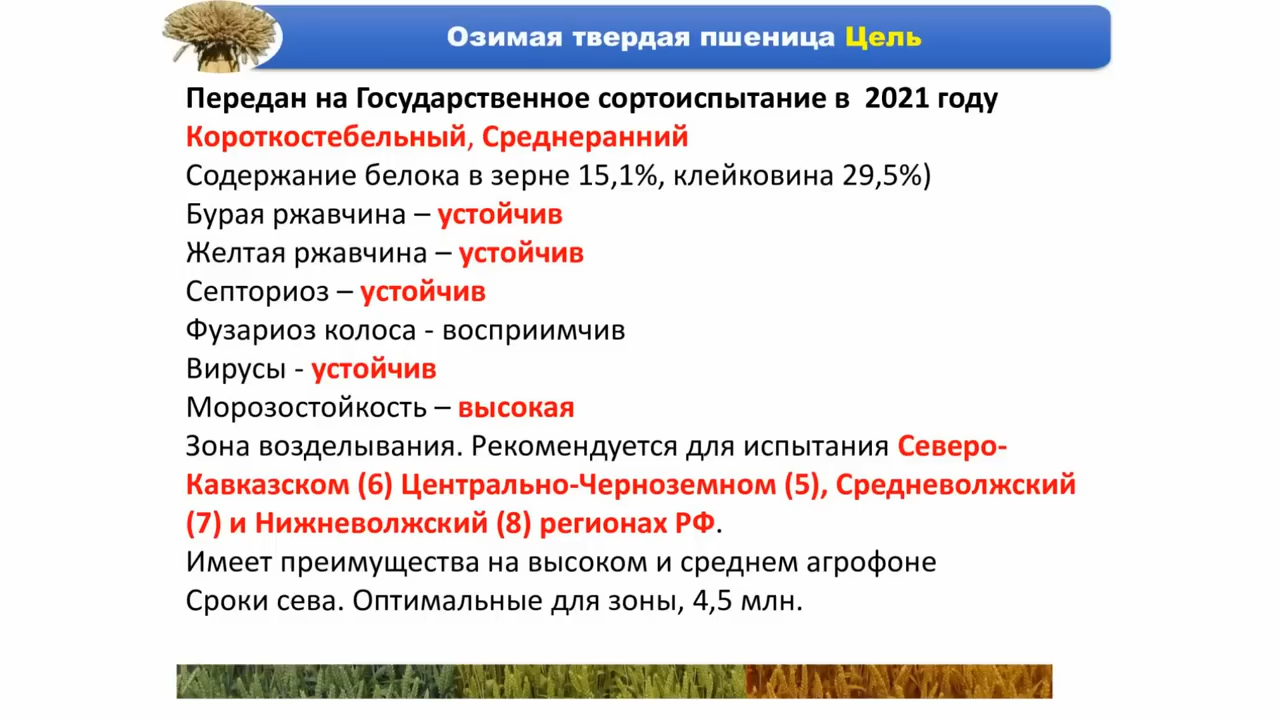 Озимая твердая пшеница Цель
Передан на Государственное сортоиспытание в 2021 году
Короткостебельный, Среднеранний
Содержание белока в зерне 15,1%, клейковина 29,5%)
Бурая ржавчина – устойчив
Желтая ржавчина – устойчив
Септориоз – устойчив
Фузариоз колоса - восприимчив
Вирусы - устойчив
Морозостойкость – высокая
Зона возделывания. Рекомендуется для испытания Северо-
Кавказском (6) Центрально-Черноземном (5), Средневолжский
(7) и Нижневолжский (8) регионах РФ.
Имеет преимущества на высоком и среднем агрофоне
Сроки сева. Оптимальные для зоны, 4,5 млн.